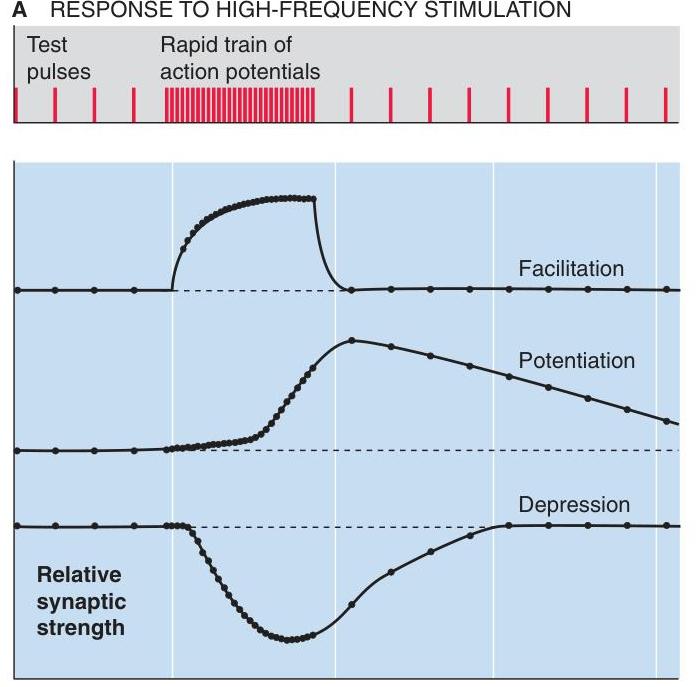 A RESPONSE TO HIGH-FREQUENCY STIMULATION
Test
pulses
Rapid train of
action potentials
Facilitation
Potentiation
Depression
Relative
synaptic
strength